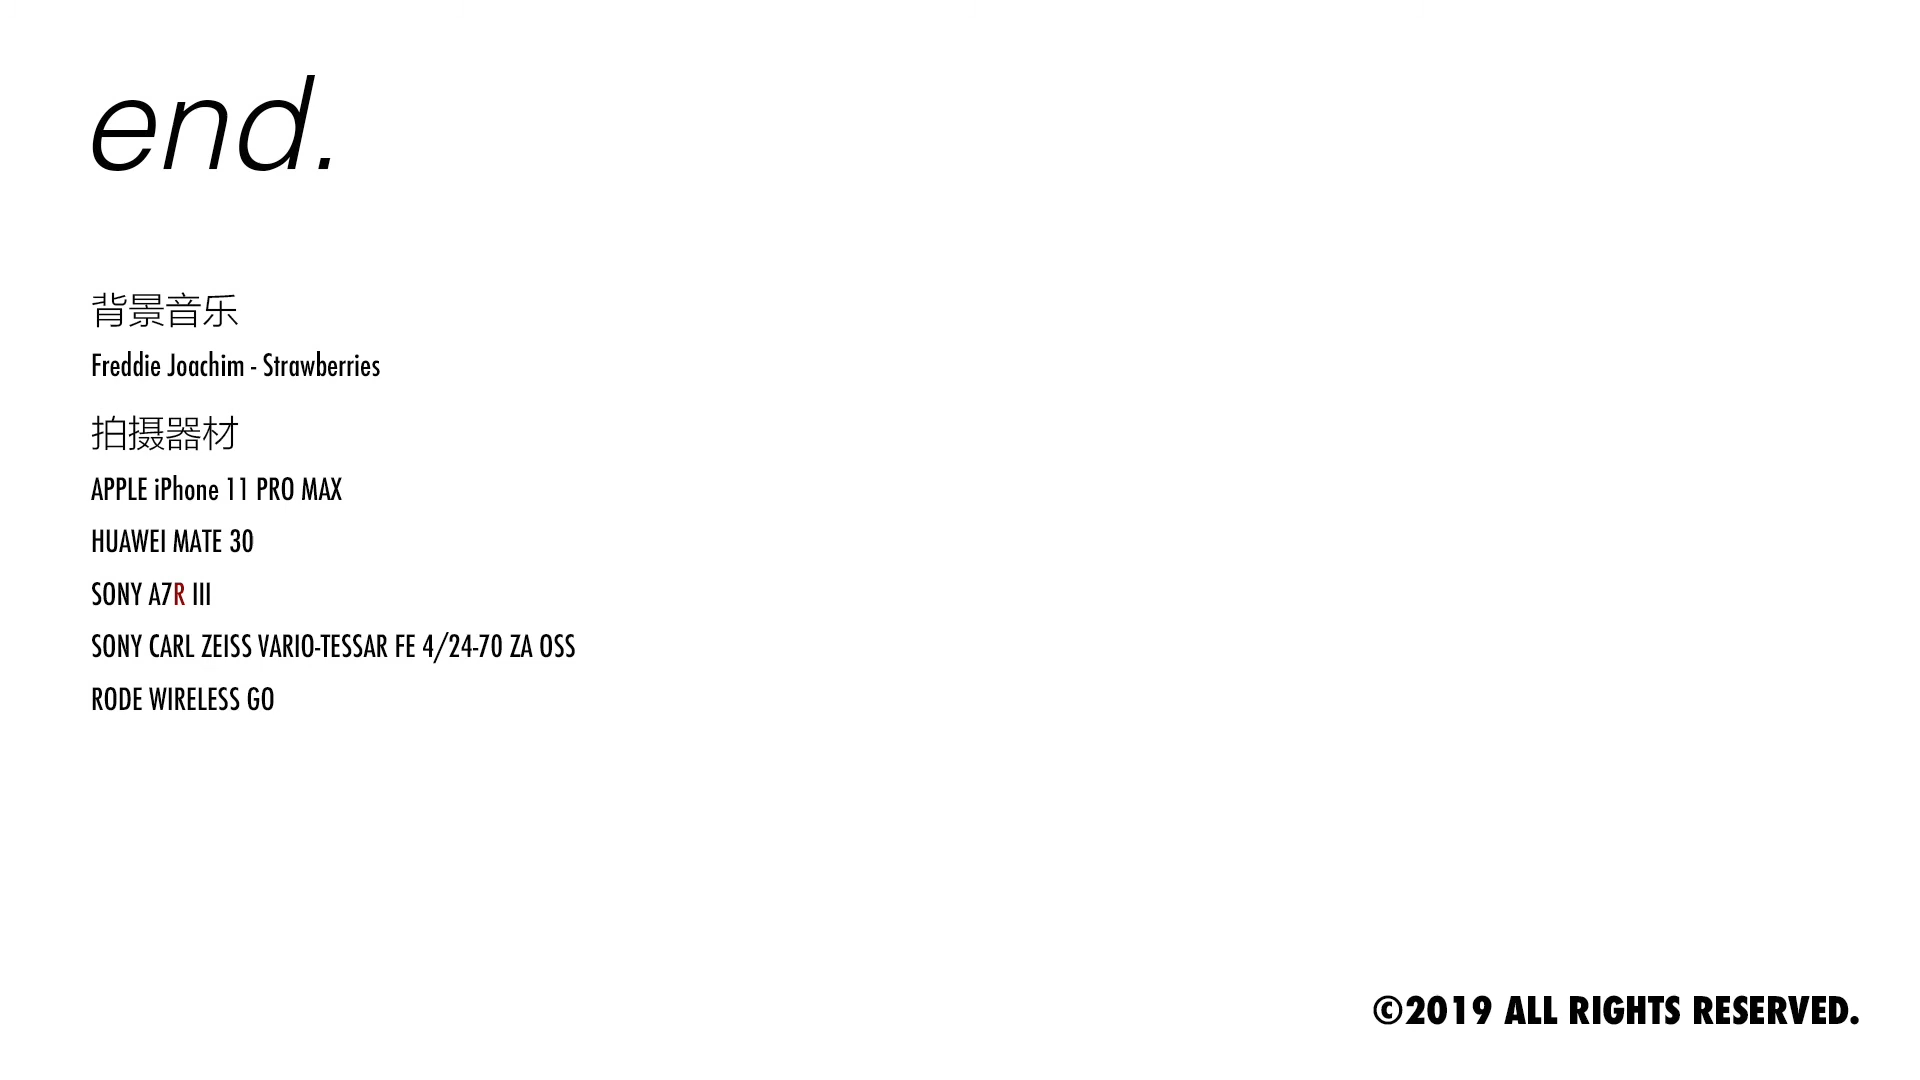 end.
背景音乐
Freddie Joachim - Strawberries
拍摄器材
APPLE iPhone 11 PRO MAX
HUAWEI MATE 30
SONY A7R III
SONY CARL ZEISS VARIO-TESSAR FE 4/24-70 ZA OSS
RODE WIRELESS GO
©2019 ALL RIGHTS RESERVED.